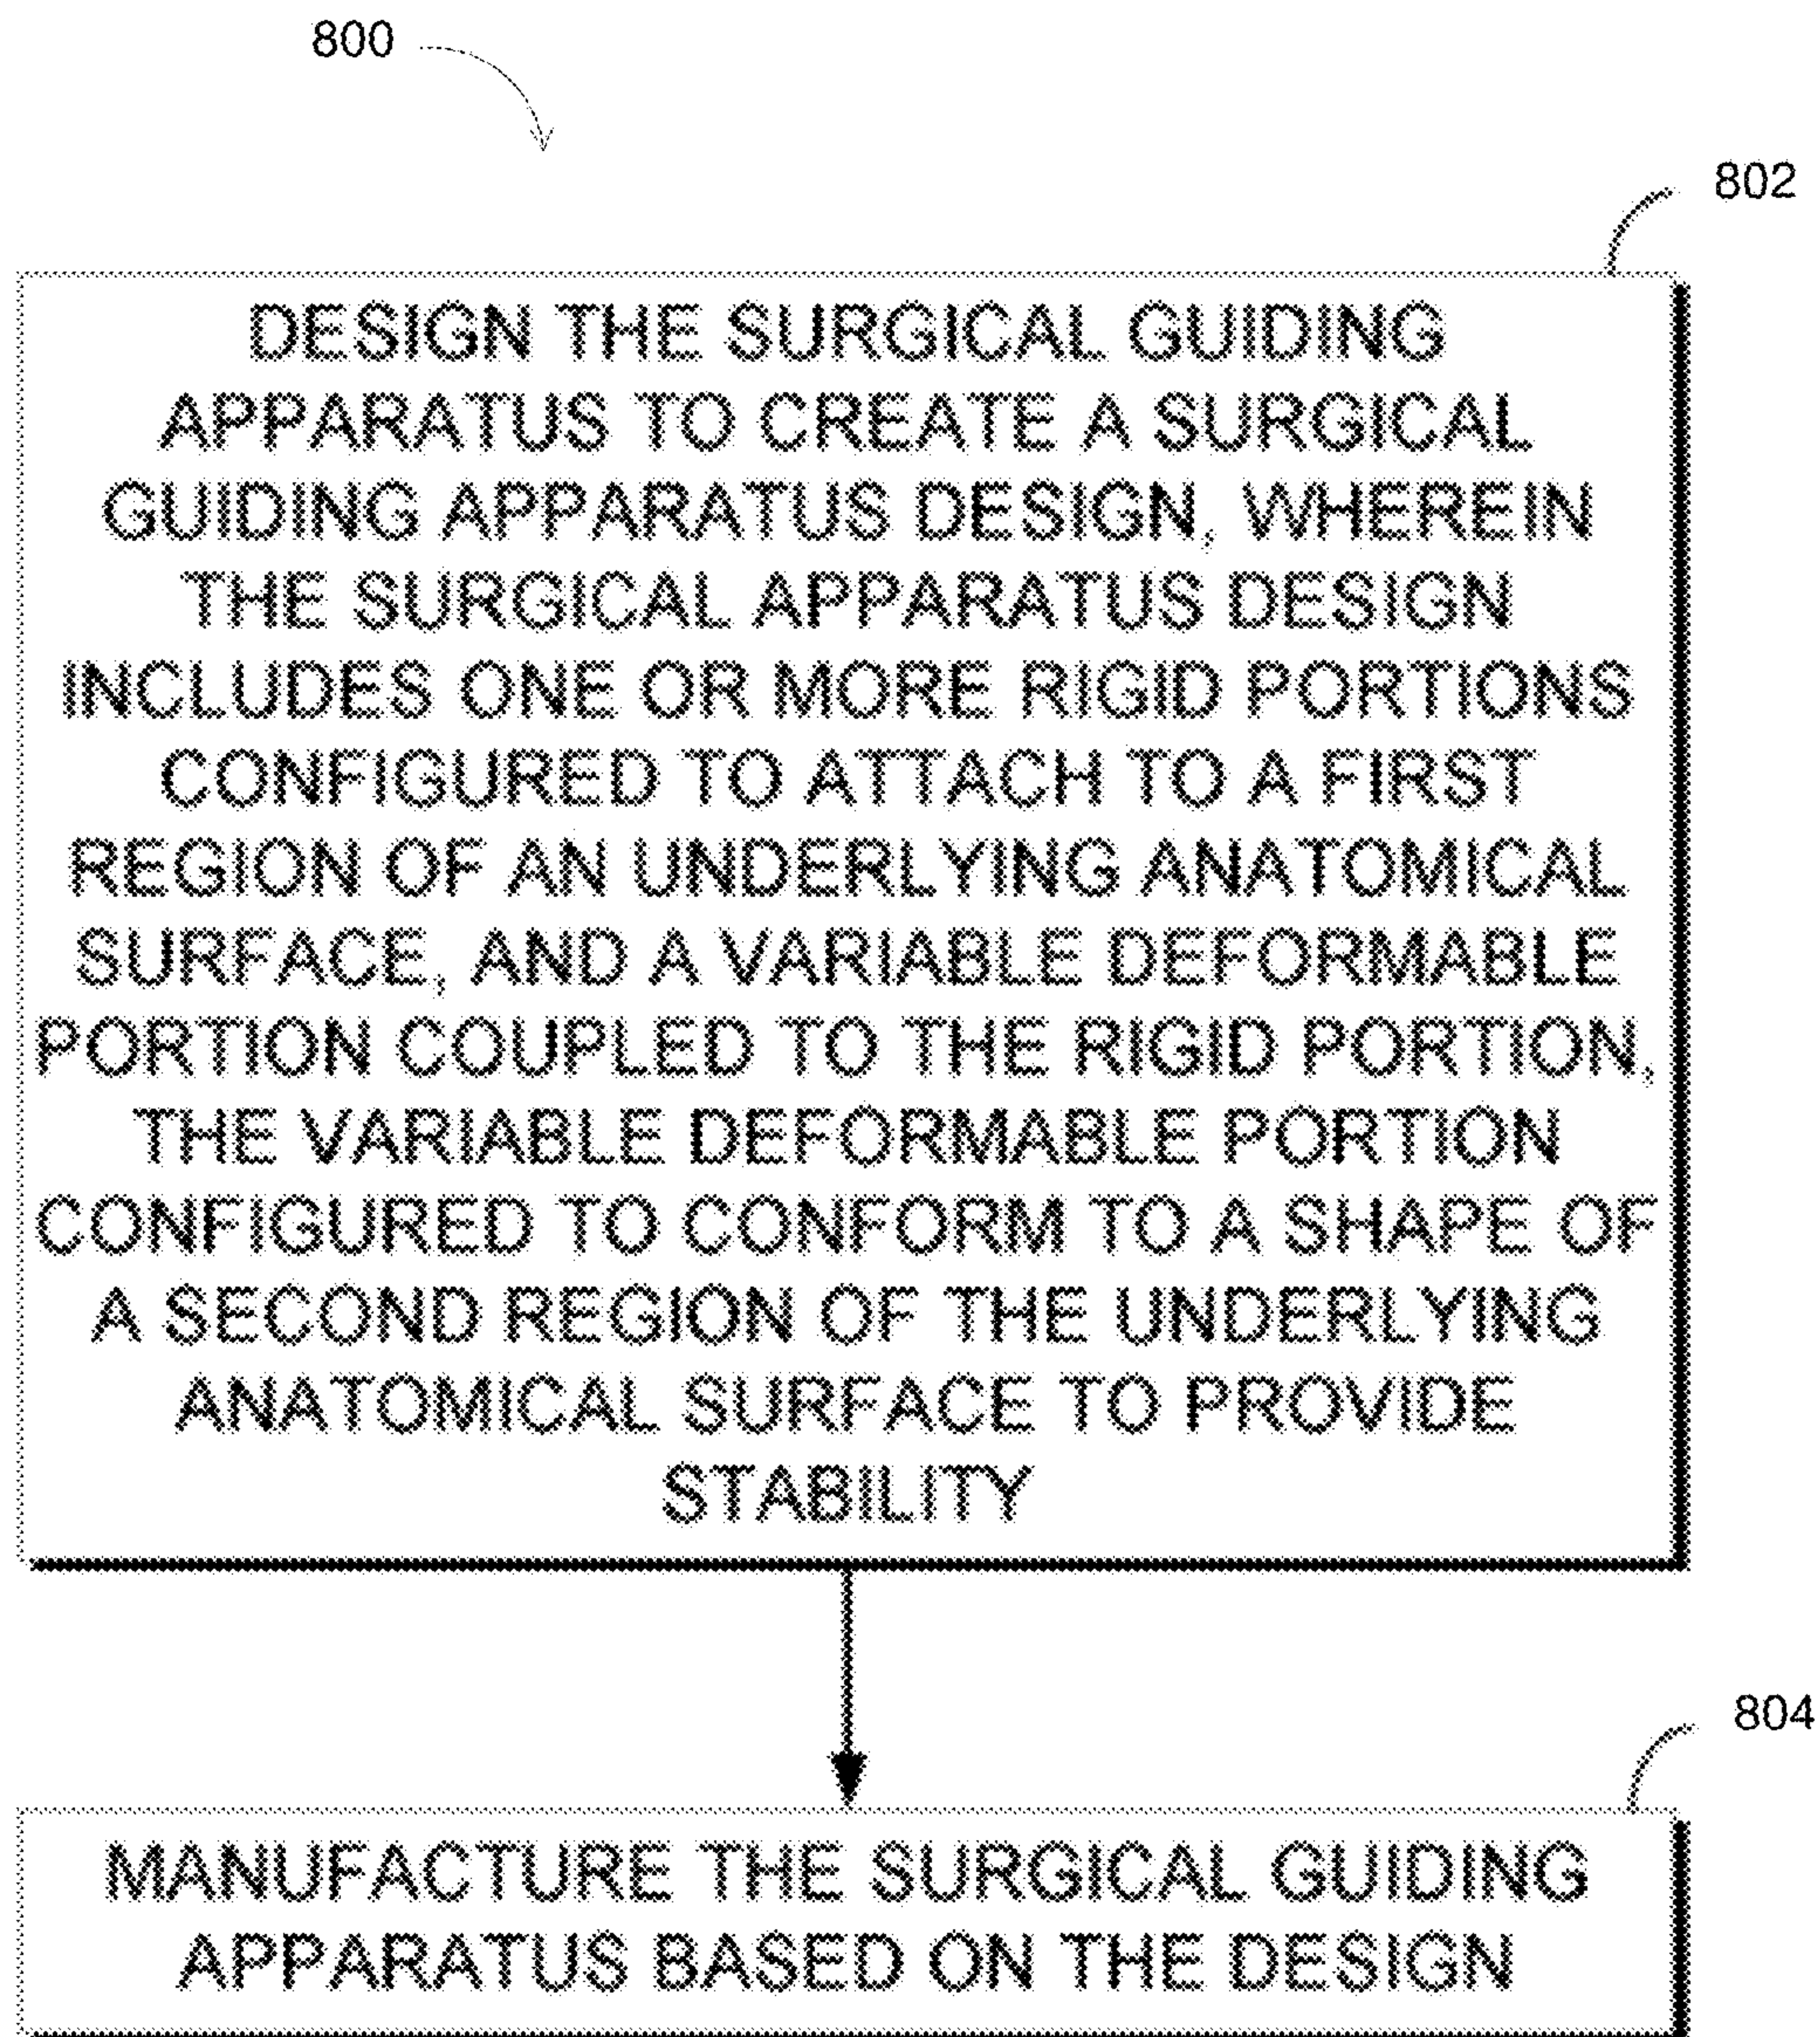 800
802
DESIGN THE SURGICAL GUIDING
APPARATUS TO CREATE A SURGICAL
GUIDING APPARATUS DESIGN, WHEREIN
THE SURGICAL APPARATUS DESIGN
INCLUDES ONE OR MORE RIGID PORTIONS
CONFIGURED TO ATTACH TO A FIRST
REGION OF AN UNDERLYING ANATOMICAL
SURFACE, AND A VARIABLE DEFORMABLE
PORTION COUPLED TO THE RIGID PORTION,
THE VARIABLE DEFORMABLE PORTION
CONFIGURED TO CONFORM TO A SHAPE OF
A SECOND REGION OF THE UNDERLYING
ANATOMICAL SURFACE TO PROVIDE
STABILITY
804
MANUFACTURE THE SURGICAL GUIDING
APPARATUS BASED ON THE DESIGN